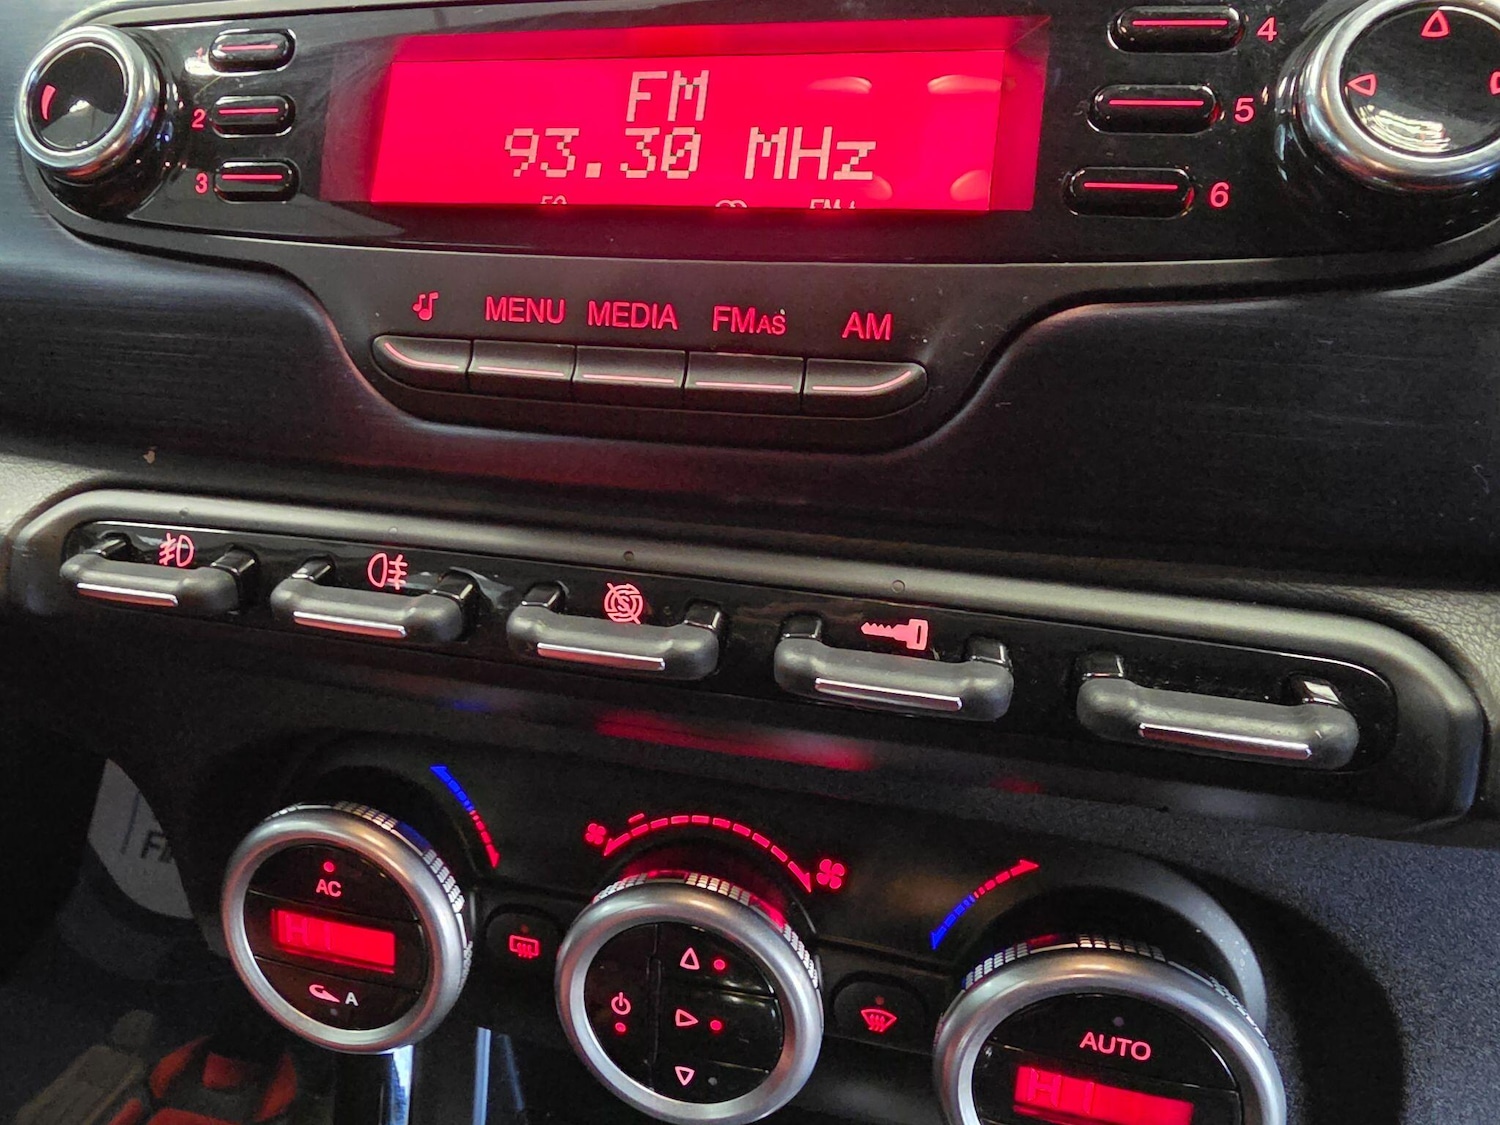 FM
93.30 MHz
1
2
3
4
5
6
MENU MEDIA FMAS AM
AC
HI
A
AUTO
HI